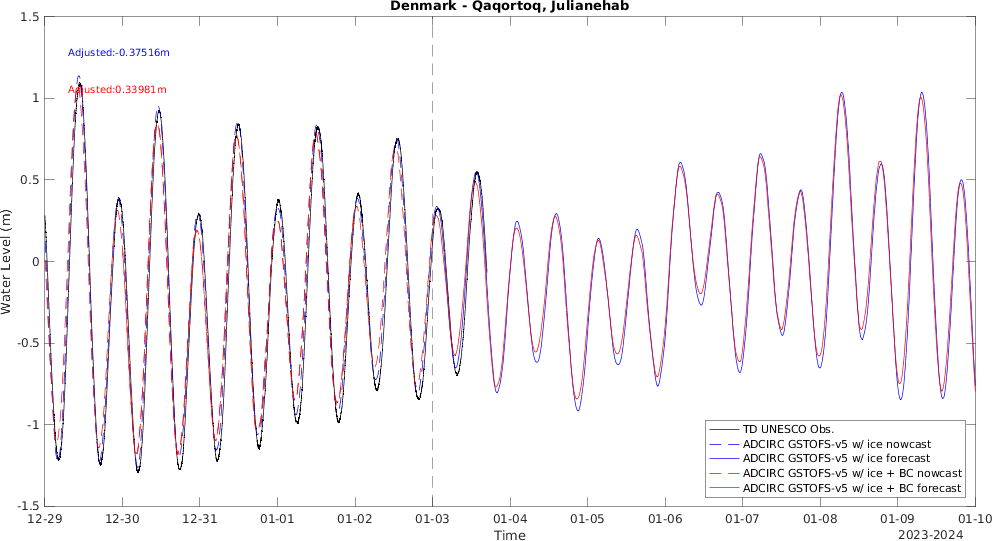 Denmark - Qaqortoq, Julianehab
1.5
1
0.5
0
-0.5
-1
-1.5
Water Level (m)
Adjusted:-0.37516m
Adjusted:0.33981m
TD UNESCO Obs.
ADCIRC GSTOFS-v5 w/ ice nowcast
ADCIRC GSTOFS-v5 w/ ice forecast
ADCIRC GSTOFS-v5 w/ ice + BC nowcast
ADCIRC GSTOFS-v5 w/ ice + BC forecast
12-29 12-30 12-31 01-01 01-02 01-03 01-04 01-05 01-06 01-07 01-08 01-09 01-10
Time
2023-2024